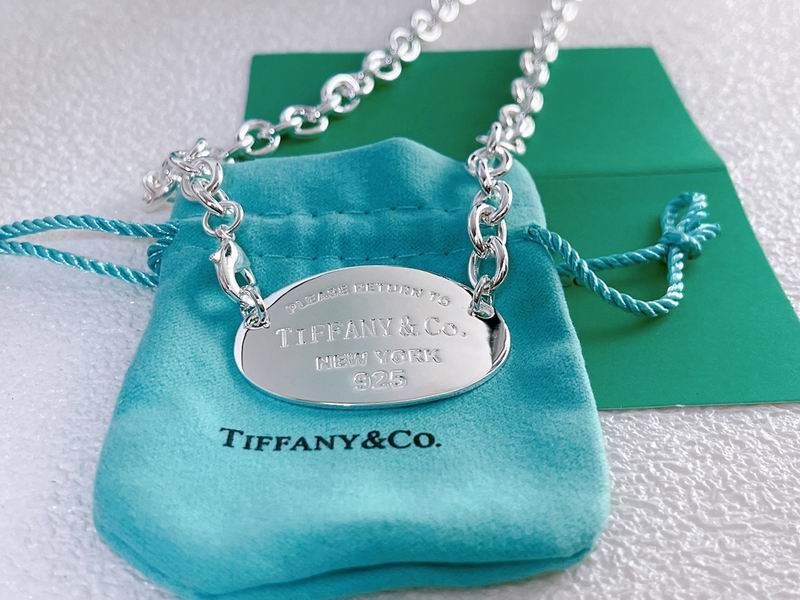 PLEASE RETURN TO
TIFFANY & CO.
NEW YORK
925
TIFFANY&CO.